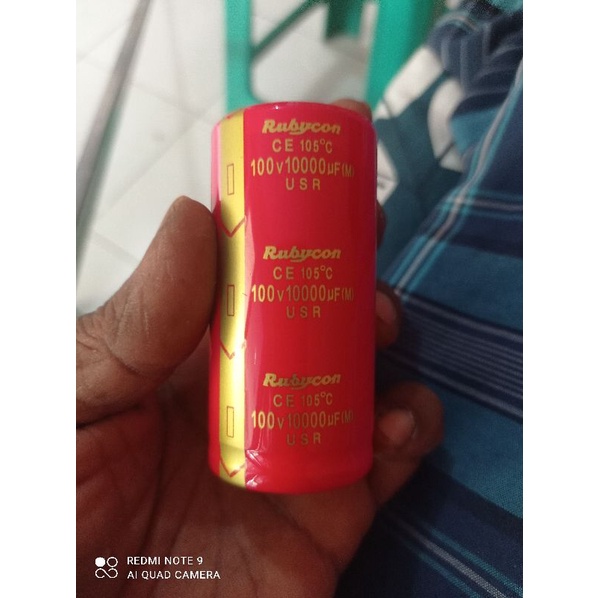 Rubycon
CE 105°C
100v10000µF(M)
USR
Rubycon
CE 105°C
100v10000µF(M)
USR
Rubycon
CE 105°C
100v10000µF(M)
USR
REDMI NOTE 9
AI QUAD CAMERA